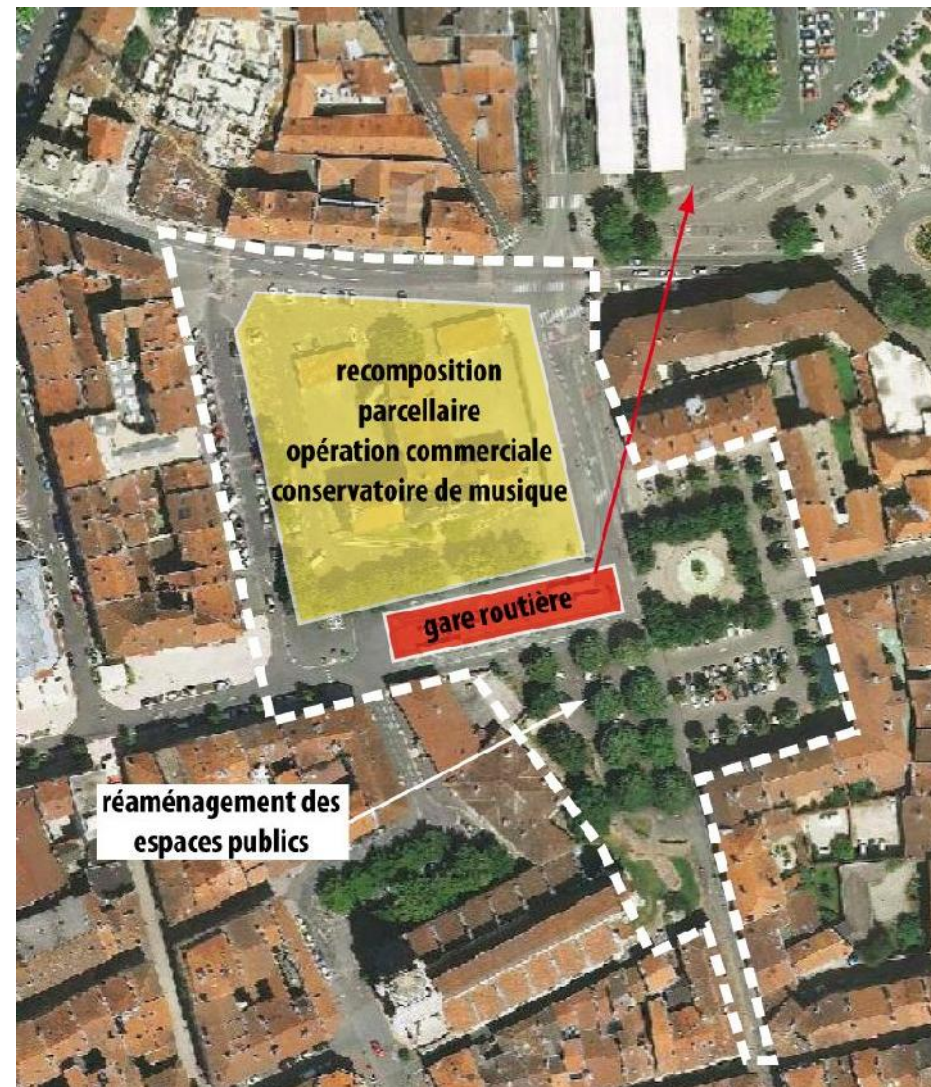 recomposition
parcellaire
opération commerciale
conservatoire de musique
gare routière
réaménagement des
espaces publics